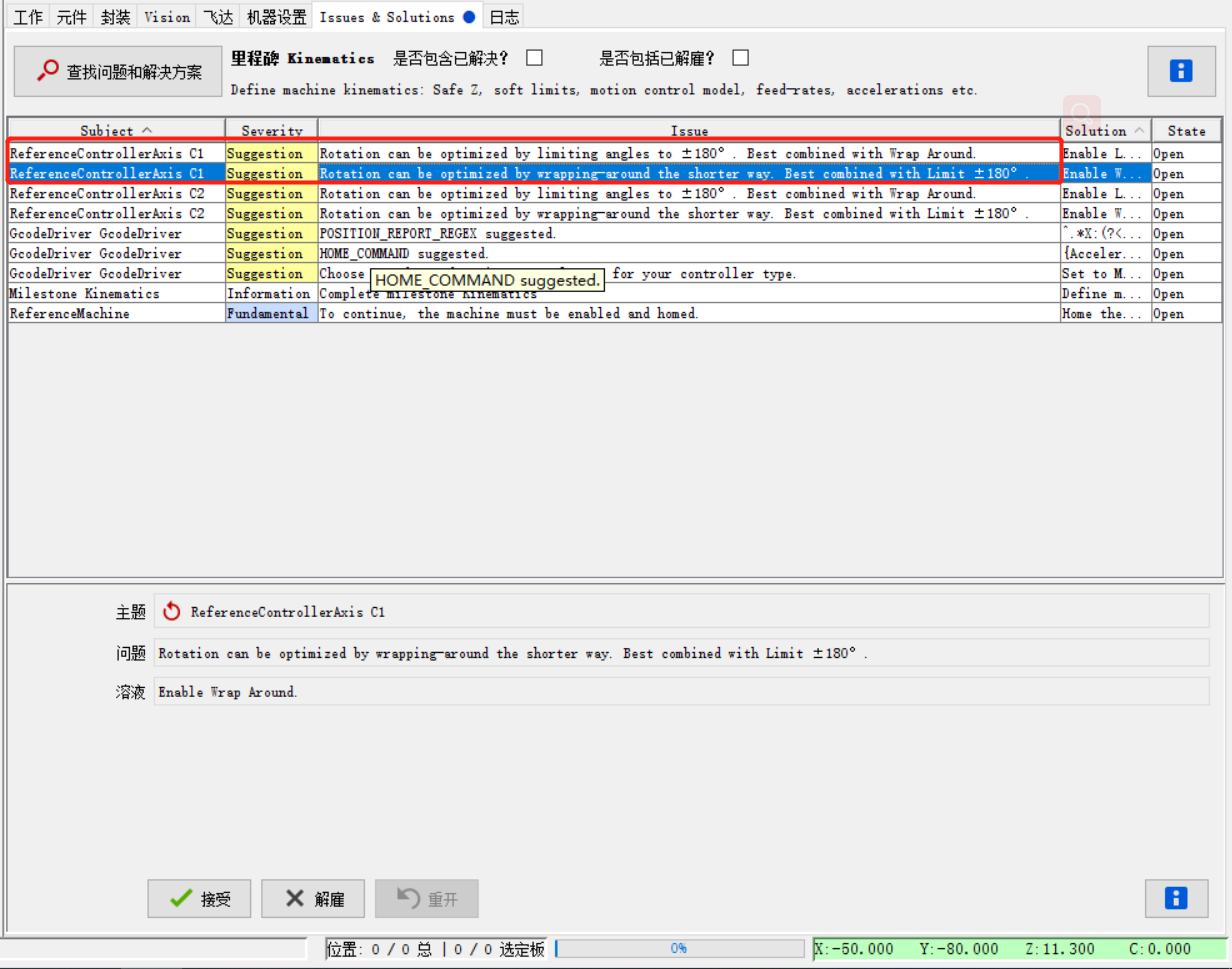 工作 元件 封装 Vision 飞达 机器设置 Issues & Solutions 日志
查找问题和解决方案
里程碑 Kinematics 是否包含已解决? 是否包括已解雇?
Define machine kinematics: Safe Z, soft limits, motion control model, feed-rates, accelerations etc.
Subject Severity Issue Solution State
ReferenceControllerAxis C1 Suggestion Rotation can be optimized by limiting angles to ±180° . Best combined with Wrap Around. Enable L... Open
ReferenceControllerAxis C1 Suggestion Rotation can be optimized by wrapping-around the shorter way. Best combined with Limit ±180° . Enable W... Open
ReferenceControllerAxis C2 Suggestion Rotation can be optimized by limiting angles to ±180° . Best combined with Wrap Around. Enable L... Open
ReferenceControllerAxis C2 Suggestion Rotation can be optimized by wrapping-around the shorter way. Best combined with Limit ±180° . Enable W... Open
GcodeDriver GcodeDriver Suggestion POSITION_REPORT_REGEX suggested. ^.*X:(?<... Open
GcodeDriver GcodeDriver Suggestion HOME_COMMAND suggested. {Acceler... Open
GcodeDriver GcodeDriver Suggestion Choose for your controller type. Set to M... Open
HOME_COMMAND suggested.
Milestone Kinematics Information Complete milestone Kinematics Define m... Open
ReferenceMachine Fundamental To continue, the machine must be enabled and homed. Home the... Open
主题 ReferenceControllerAxis C1
问题 Rotation can be optimized by wrapping-around the shorter way. Best combined with Limit ±180° .
溶液 Enable Wrap Around.
接受 解雇 重开
位置: 0 / 0 总 | 0 / 0 选定板 0% X:-50.000 Y:-80.000 Z:11.300 C:0.000